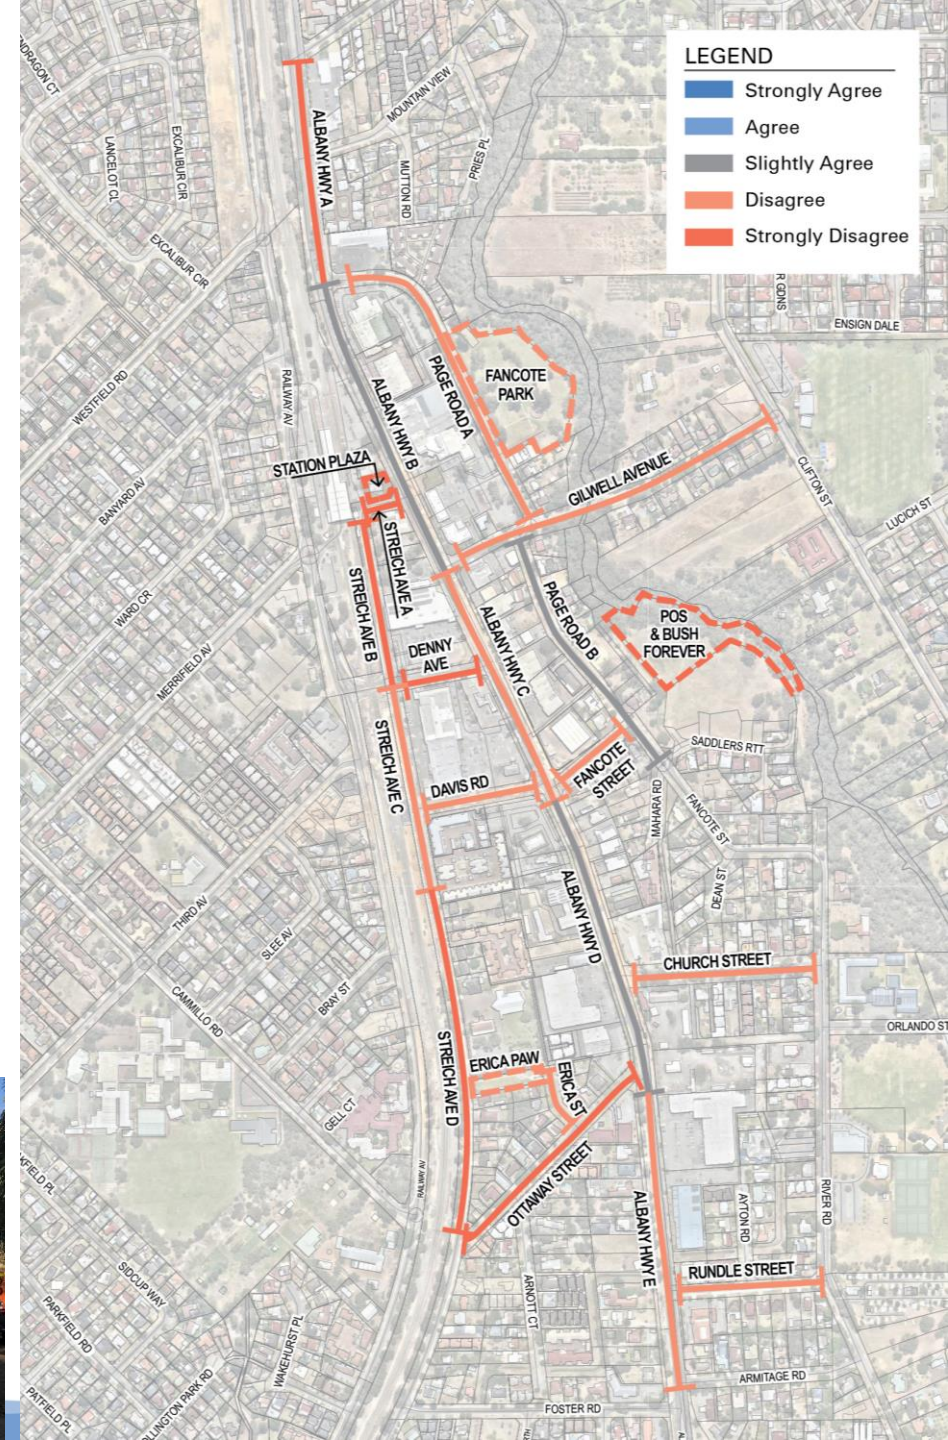 LEGEND
Strongly Agree
Agree
Slightly Agree
Disagree
Strongly Disagree
ALBANY HWY A
MOUNTAIN VIEW
PRIES PL
MUTTON RD
EXCALIBUR CIR
LANCELOT CL
EXCALIBUR CIR
WESTFIELD RD
RAILWAY AV
ENSIGN DALE
PAGE ROAD A
FANCOTE
PARK
ALBANY HWY B
STATION PLAZA
GILWELL AVENUE
CLIFTON ST
LUCICH ST
BANYARD AV
STREICH AVE A
STREICH AVE B
WARD CR
MERRIFIELD AV
DENNY
AVE
ALBANY HWY C
PAGE ROAD B
POS
& BUSH
FOREVER
STREICH AVE C
DAVIS RD
FANCOTE
STREET
SADDLERS RTT
MAHARA RD
FANCOTE ST
DEAN ST
THIRD AV
SLEE AV
BRAY ST
CAMMILLO RD
ALBANY HWY D
CHURCH STREET
ORLANDO ST
STREICH AVE D
ERICA PAW
ERICA ST
GELL CT
RAILWAY AV
OTTAWAY STREET
ALBANY HWY E
AYTON RD
RIVER RD
RUNDLE STREET
ARNOTT CT
SIDCUP WAY
PARKFIELD RD
WAKEHURST PL
ARMITAGE RD
FOSTER RD
PATFIELD PL